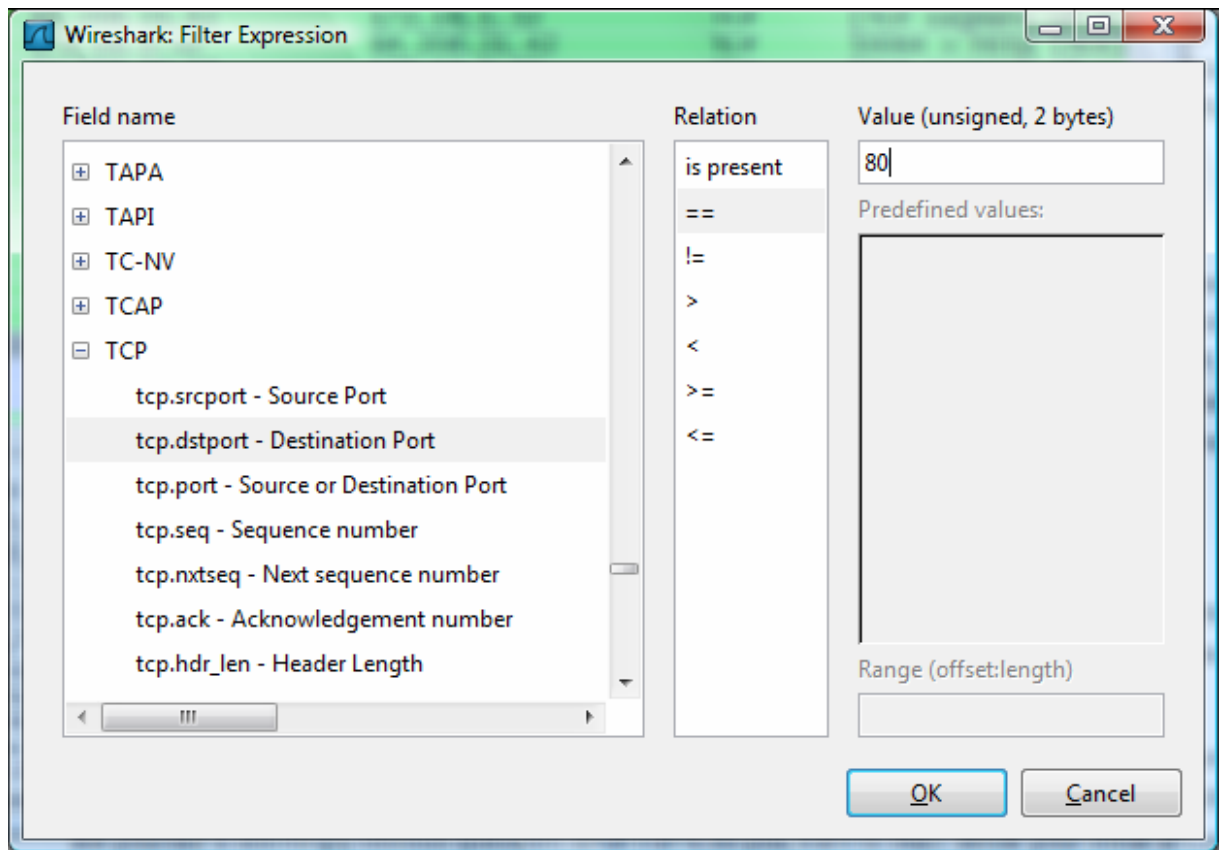 Wireshark: Filter Expression
Field name
TAPA
TAPI
TC-NV
TCAP
TCP
tcp.srcport - Source Port
tcp.dstport - Destination Port
tcp.port - Source or Destination Port
tcp.seq - Sequence number
tcp.nxtseq - Next sequence number
tcp.ack - Acknowledgement number
tcp.hdr_len - Header Length
Relation
is present
==
!=
>
<
>=
<=
Value (unsigned, 2 bytes)
80
Predefined values:
Range (offset:length)
OK
Cancel